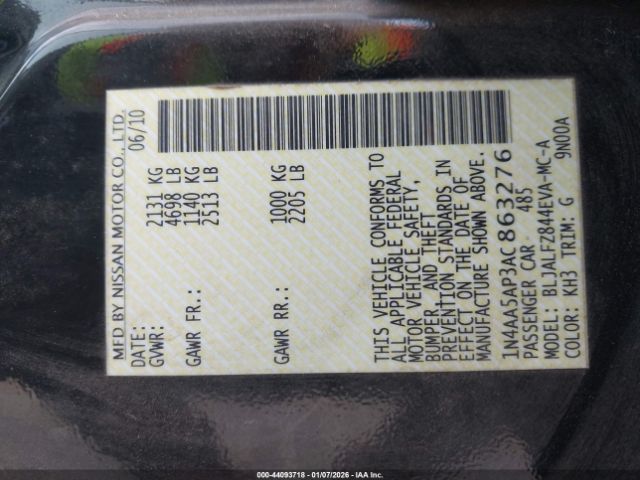 MFD BY NISSAN MOTOR CO., LTD.
DATE: 06/10
GVWR: 2131 KG
4698 LB
GAWR FR.: 1140 KG
2513 LB
GAWR RR.: 1000 KG
2205 LB
THIS VEHICLE CONFORMS TO
ALL APPLICABLE FEDERAL
MOTOR VEHICLE SAFETY,
BUMPER, AND THEFT
PREVENTION STANDARDS IN
EFFECT ON THE DATE OF
MANUFACTURE SHOWN ABOVE.
1N4AA5AP3AC863276
PASSENGER CAR 485
MODEL: BLJALFZ844EVA-MC-A
COLOR: KH3 TRIM: G 9N00A
000-44093718 - 01/07/2026 - IAA Inc.